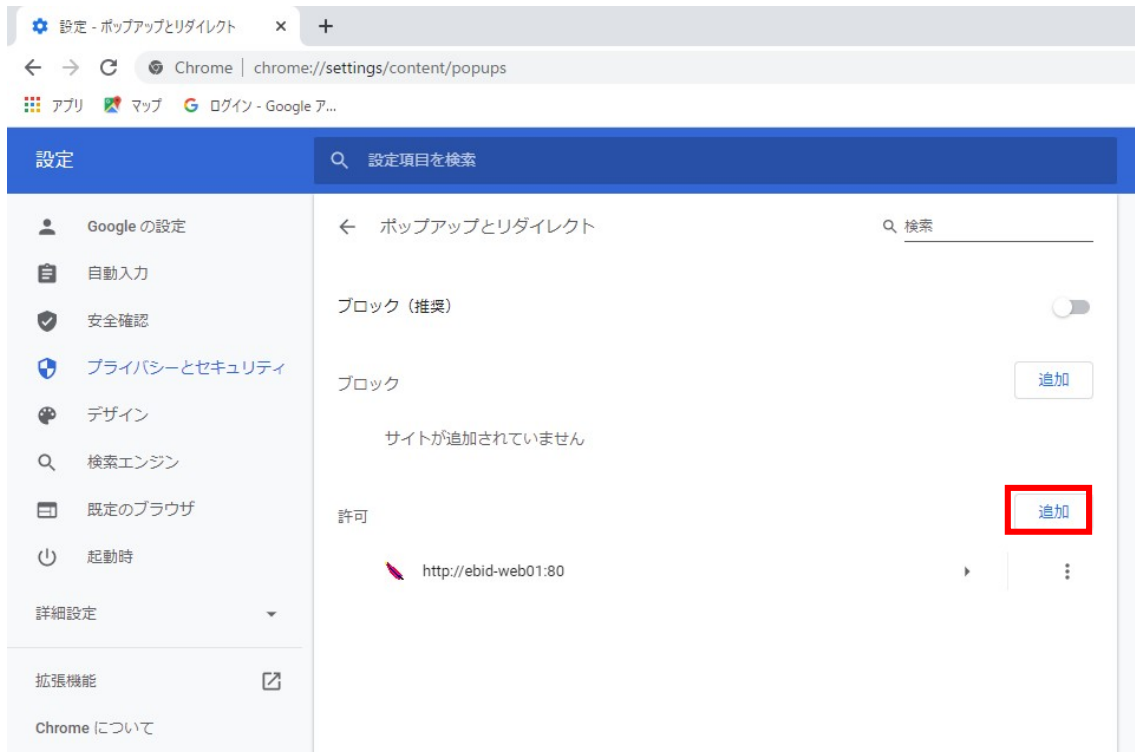 設定 - ポップアップとリダイレクト
Chrome | chrome://settings/content/popups
アプリ マップ ログイン - Google ア...
設定
設定項目を検索
Google の設定
自動入力
安全確認
プライバシーとセキュリティ
デザイン
検索エンジン
既定のブラウザ
起動時
詳細設定
拡張機能
Chrome について
ポップアップとリダイレクト
検索
ブロック（推奨）
ブロック
追加
サイトが追加されていません
許可
追加
http://ebid-web01:80